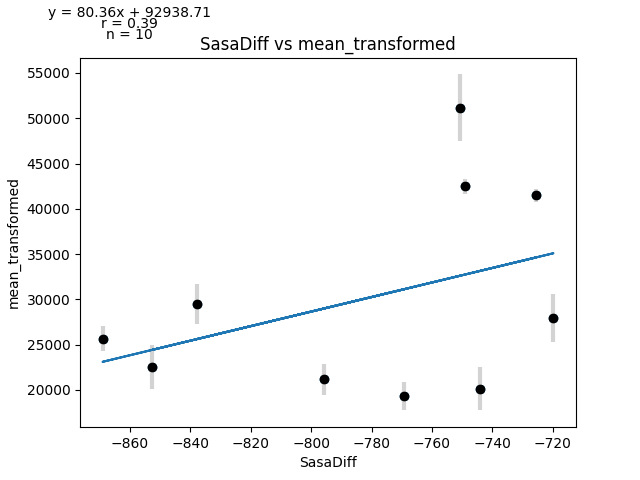 y = 80.36x + 92938.71
r = 0.39
n = 10
SasaDiff vs mean_transformed
55000
50000
45000
40000
35000
30000
25000
20000
mean_transformed
−860 −840 −820 −800 −780 −760 −740 −720
SasaDiff